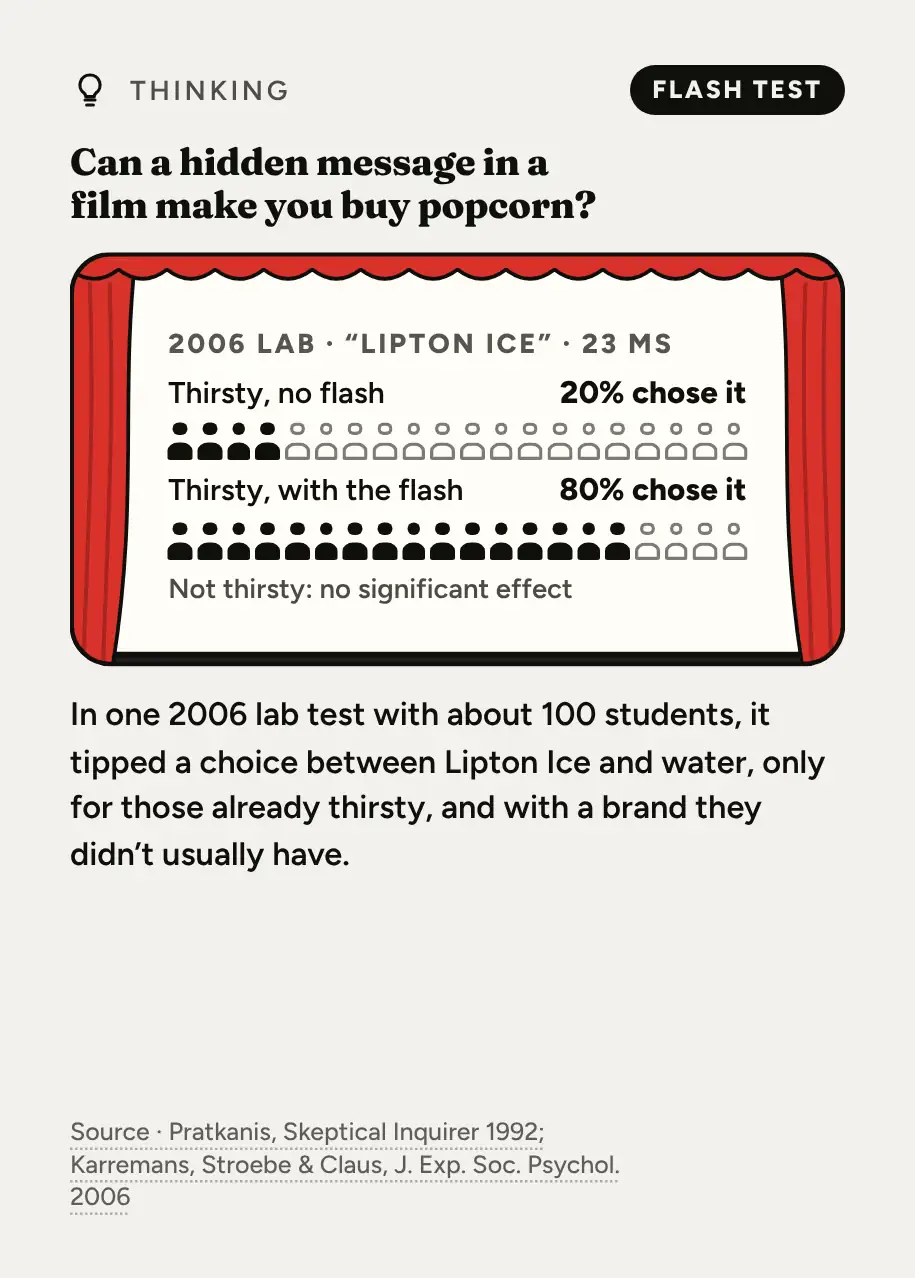 THINKING
FLASH TEST
Can a hidden message in a
film make you buy popcorn?
2006 LAB · “LIPTON ICE” · 23 MS
Thirsty, no flash 20% chose it
Thirsty, with the flash 80% chose it
Not thirsty: no significant effect
In one 2006 lab test with about 100 students, it
tipped a choice between Lipton Ice and water, only
for those already thirsty, and with a brand they
didn’t usually have.
Source · Pratkanis, Skeptical Inquirer 1992;
Karremans, Stroebe & Claus, J. Exp. Soc. Psychol.
2006